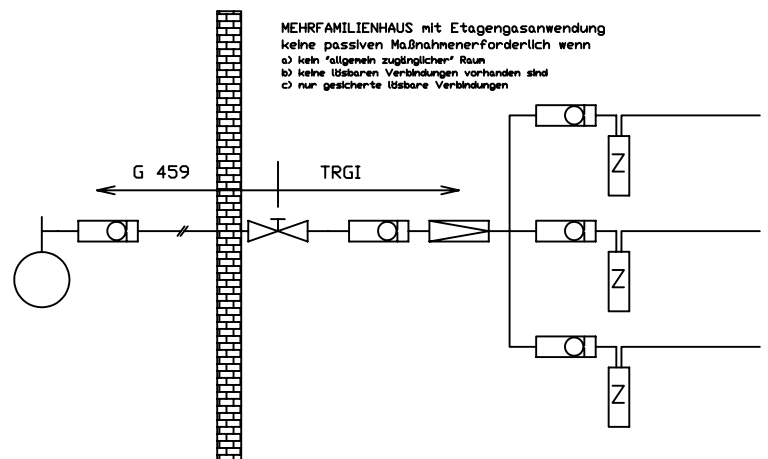 MEHRFAMILIENHAUS mit Etagengasanwendung
keine passiven Maßnahmenerforderlich wenn
a) kein "allgemein zugänglicher" Raum
b) keine lösbaren Verbindungen vorhanden sind
c) nur gesicherte lösbare Verbindungen
G 459 TRGI
Z
Z
Z